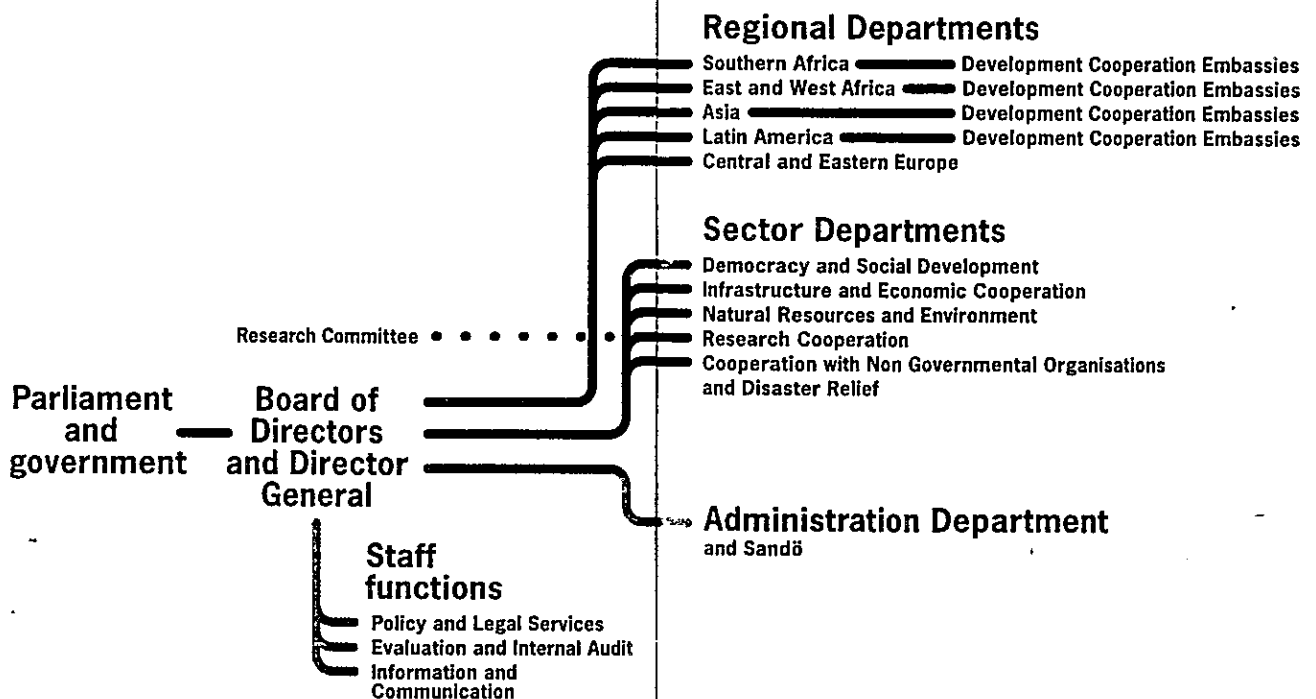 Regional Departments
Southern Africa Development Cooperation Embassies
East and West Africa Development Cooperation Embassies
Asia Development Cooperation Embassies
Latin America Development Cooperation Embassies
Central and Eastern Europe
Sector Departments
Democracy and Social Development
Infrastructure and Economic Cooperation
Natural Resources and Environment
Research Committee
Research Cooperation
Cooperation with Non Governmental Organisations
and Disaster Relief
Parliament
and
government
Board of
Directors
and Director
General
Administration Department
and Sandö
Staff
functions
Policy and Legal Services
Evaluation and Internal Audit
Information and
Communication